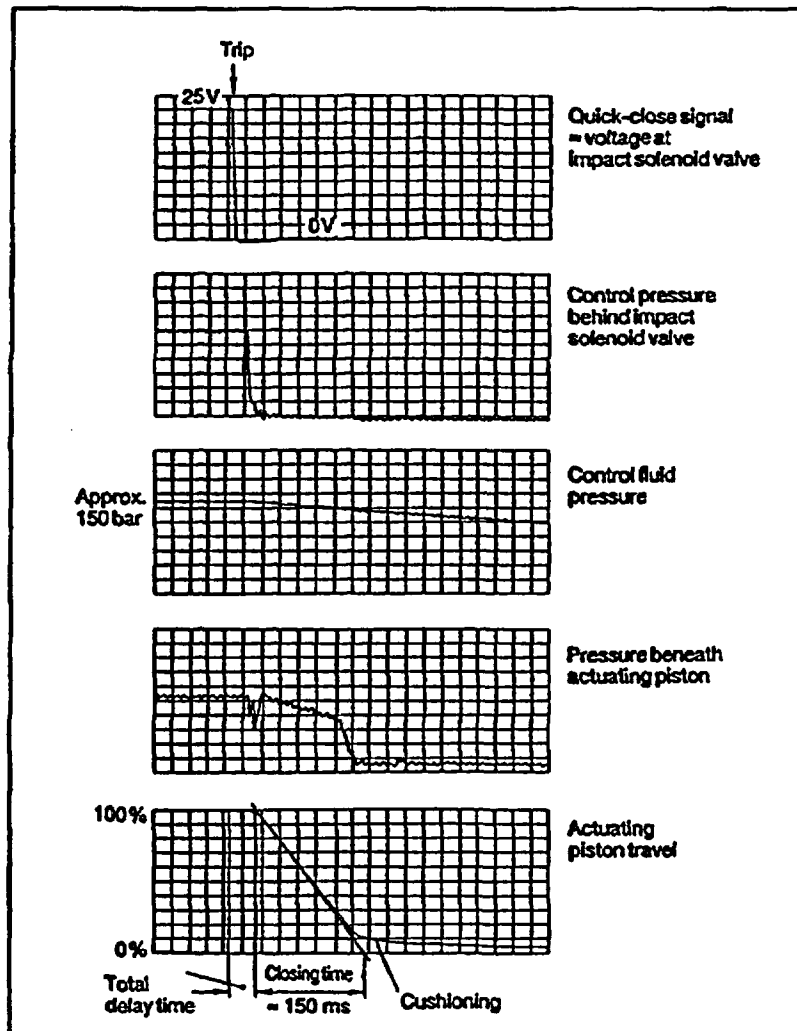 Trip
25V
Quick-close signal
= voltage at
impact solenoid valve
0V
Control pressure
behind impact
solenoid valve
Approx.
150 bar
Control fluid
pressure
Pressure beneath
actuating piston
100%
Actuating
piston travel
0%
Total
delay time
Closing time
≈ 150 ms
Cushioning